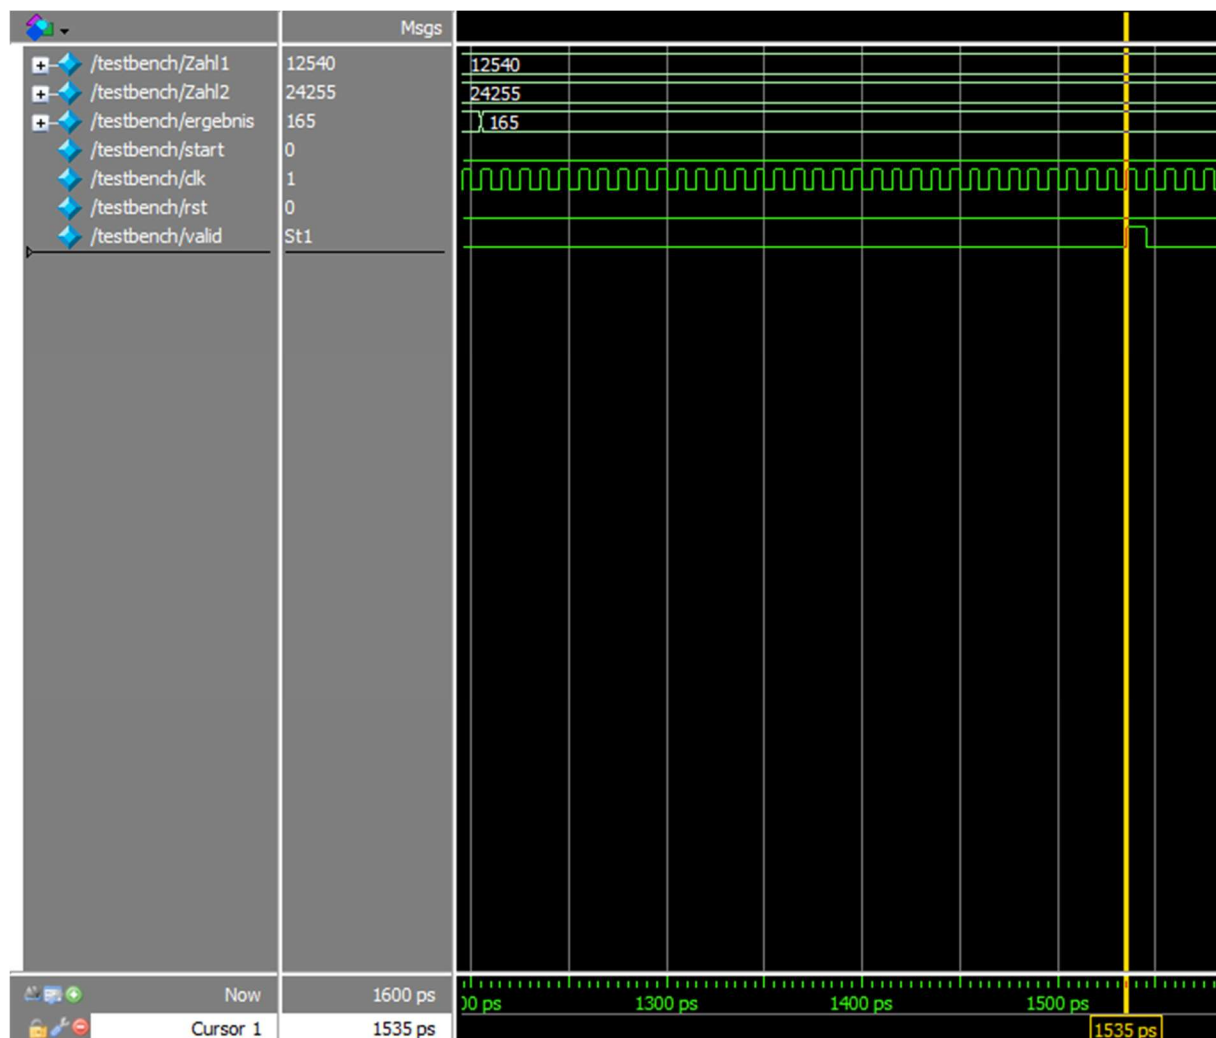 Msgs
/testbench/Zahl1 12540 12540
/testbench/Zahl2 24255 24255
/testbench/ergebnis 165 165
/testbench/start 0
/testbench/clk 1
/testbench/rst 0
/testbench/valid St1
Now 1600 ps 00 ps 1300 ps 1400 ps 1500 ps
Cursor 1 1535 ps 1535 ps